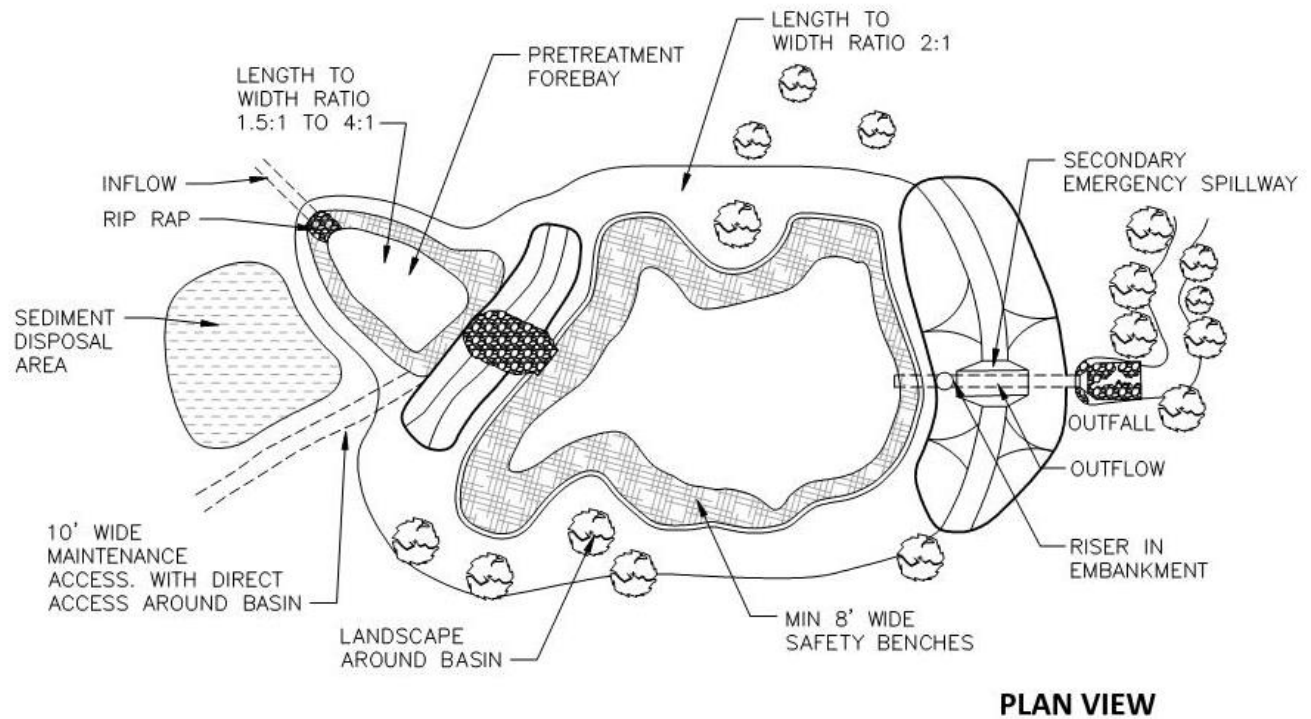 LENGTH TO
WIDTH RATIO 2:1
PRETREATMENT
FOREBAY
LENGTH TO
WIDTH RATIO
1.5:1 TO 4:1
INFLOW
RIP RAP
SECONDARY
EMERGENCY SPILLWAY
SEDIMENT
DISPOSAL
AREA
OUTFALL
OUTFLOW
10' WIDE
MAINTENANCE
ACCESS. WITH DIRECT
ACCESS AROUND BASIN
RISER IN
EMBANKMENT
LANDSCAPE
AROUND BASIN
MIN 8' WIDE
SAFETY BENCHES
PLAN VIEW